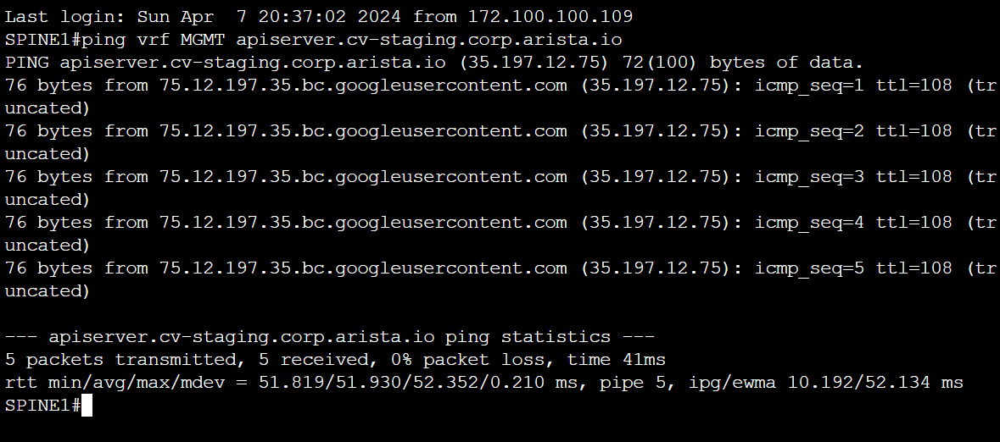 Last login: Sun Apr  7 20:37:02 2024 from 172.100.100.109
SPINE1#ping vrf MGMT apiserver.cv-staging.corp.arista.io
PING apiserver.cv-staging.corp.arista.io (35.197.12.75) 72(100) bytes of data.
76 bytes from 75.12.197.35.bc.googleusercontent.com (35.197.12.75): icmp_seq=1 ttl=108 (tr
uncated)
76 bytes from 75.12.197.35.bc.googleusercontent.com (35.197.12.75): icmp_seq=2 ttl=108 (tr
uncated)
76 bytes from 75.12.197.35.bc.googleusercontent.com (35.197.12.75): icmp_seq=3 ttl=108 (tr
uncated)
76 bytes from 75.12.197.35.bc.googleusercontent.com (35.197.12.75): icmp_seq=4 ttl=108 (tr
uncated)
76 bytes from 75.12.197.35.bc.googleusercontent.com (35.197.12.75): icmp_seq=5 ttl=108 (tr
uncated)

--- apiserver.cv-staging.corp.arista.io ping statistics ---
5 packets transmitted, 5 received, 0% packet loss, time 41ms
rtt min/avg/max/mdev = 51.819/51.930/52.352/0.210 ms, pipe 5, ipg/ewma 10.192/52.134 ms
SPINE1#